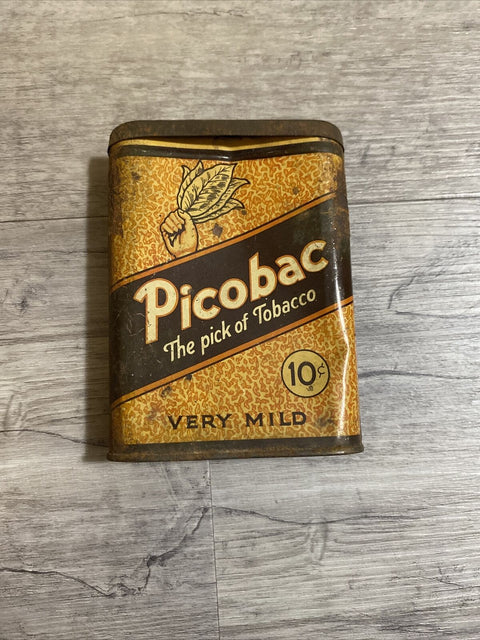 Picobac
The pick of Tobacco
10¢
VERY MILD